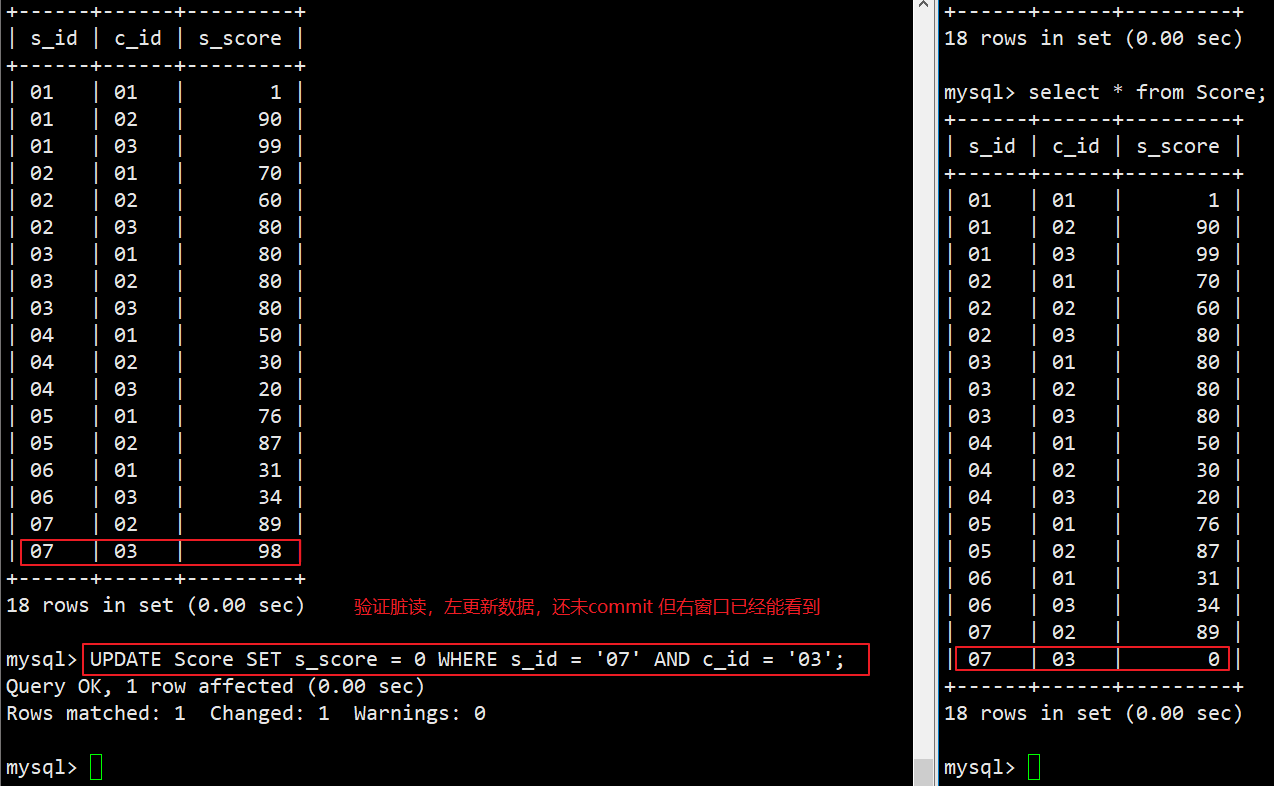 +------+------+---------+
| s_id | c_id | s_score |
+------+------+---------+
| 01   | 01   |       1 |
| 01   | 02   |      90 |
| 01   | 03   |      99 |
| 02   | 01   |      70 |
| 02   | 02   |      60 |
| 02   | 03   |      80 |
| 03   | 01   |      80 |
| 03   | 02   |      80 |
| 03   | 03   |      80 |
| 04   | 01   |      50 |
| 04   | 02   |      30 |
| 04   | 03   |      20 |
| 05   | 01   |      76 |
| 05   | 02   |      87 |
| 06   | 01   |      31 |
| 06   | 03   |      34 |
| 07   | 02   |      89 |
| 07   | 03   |      98 |
+------+------+---------+
18 rows in set (0.00 sec)
验证脏读，左更新数据，还未commit 但右窗口已经能看到
mysql> UPDATE Score SET s_score = 0 WHERE s_id = '07' AND c_id = '03';
Query OK, 1 row affected (0.00 sec)
Rows matched: 1  Changed: 1  Warnings: 0
mysql>
+------+------+---------+
18 rows in set (0.00 sec)
mysql> select * from Score;
+------+------+---------+
| s_id | c_id | s_score |
+------+------+---------+
| 01   | 01   |       1 |
| 01   | 02   |      90 |
| 01   | 03   |      99 |
| 02   | 01   |      70 |
| 02   | 02   |      60 |
| 02   | 03   |      80 |
| 03   | 01   |      80 |
| 03   | 02   |      80 |
| 03   | 03   |      80 |
| 04   | 01   |      50 |
| 04   | 02   |      30 |
| 04   | 03   |      20 |
| 05   | 01   |      76 |
| 05   | 02   |      87 |
| 06   | 01   |      31 |
| 06   | 03   |      34 |
| 07   | 02   |      89 |
| 07   | 03   |       0 |
+------+------+---------+
18 rows in set (0.00 sec)
mysql>